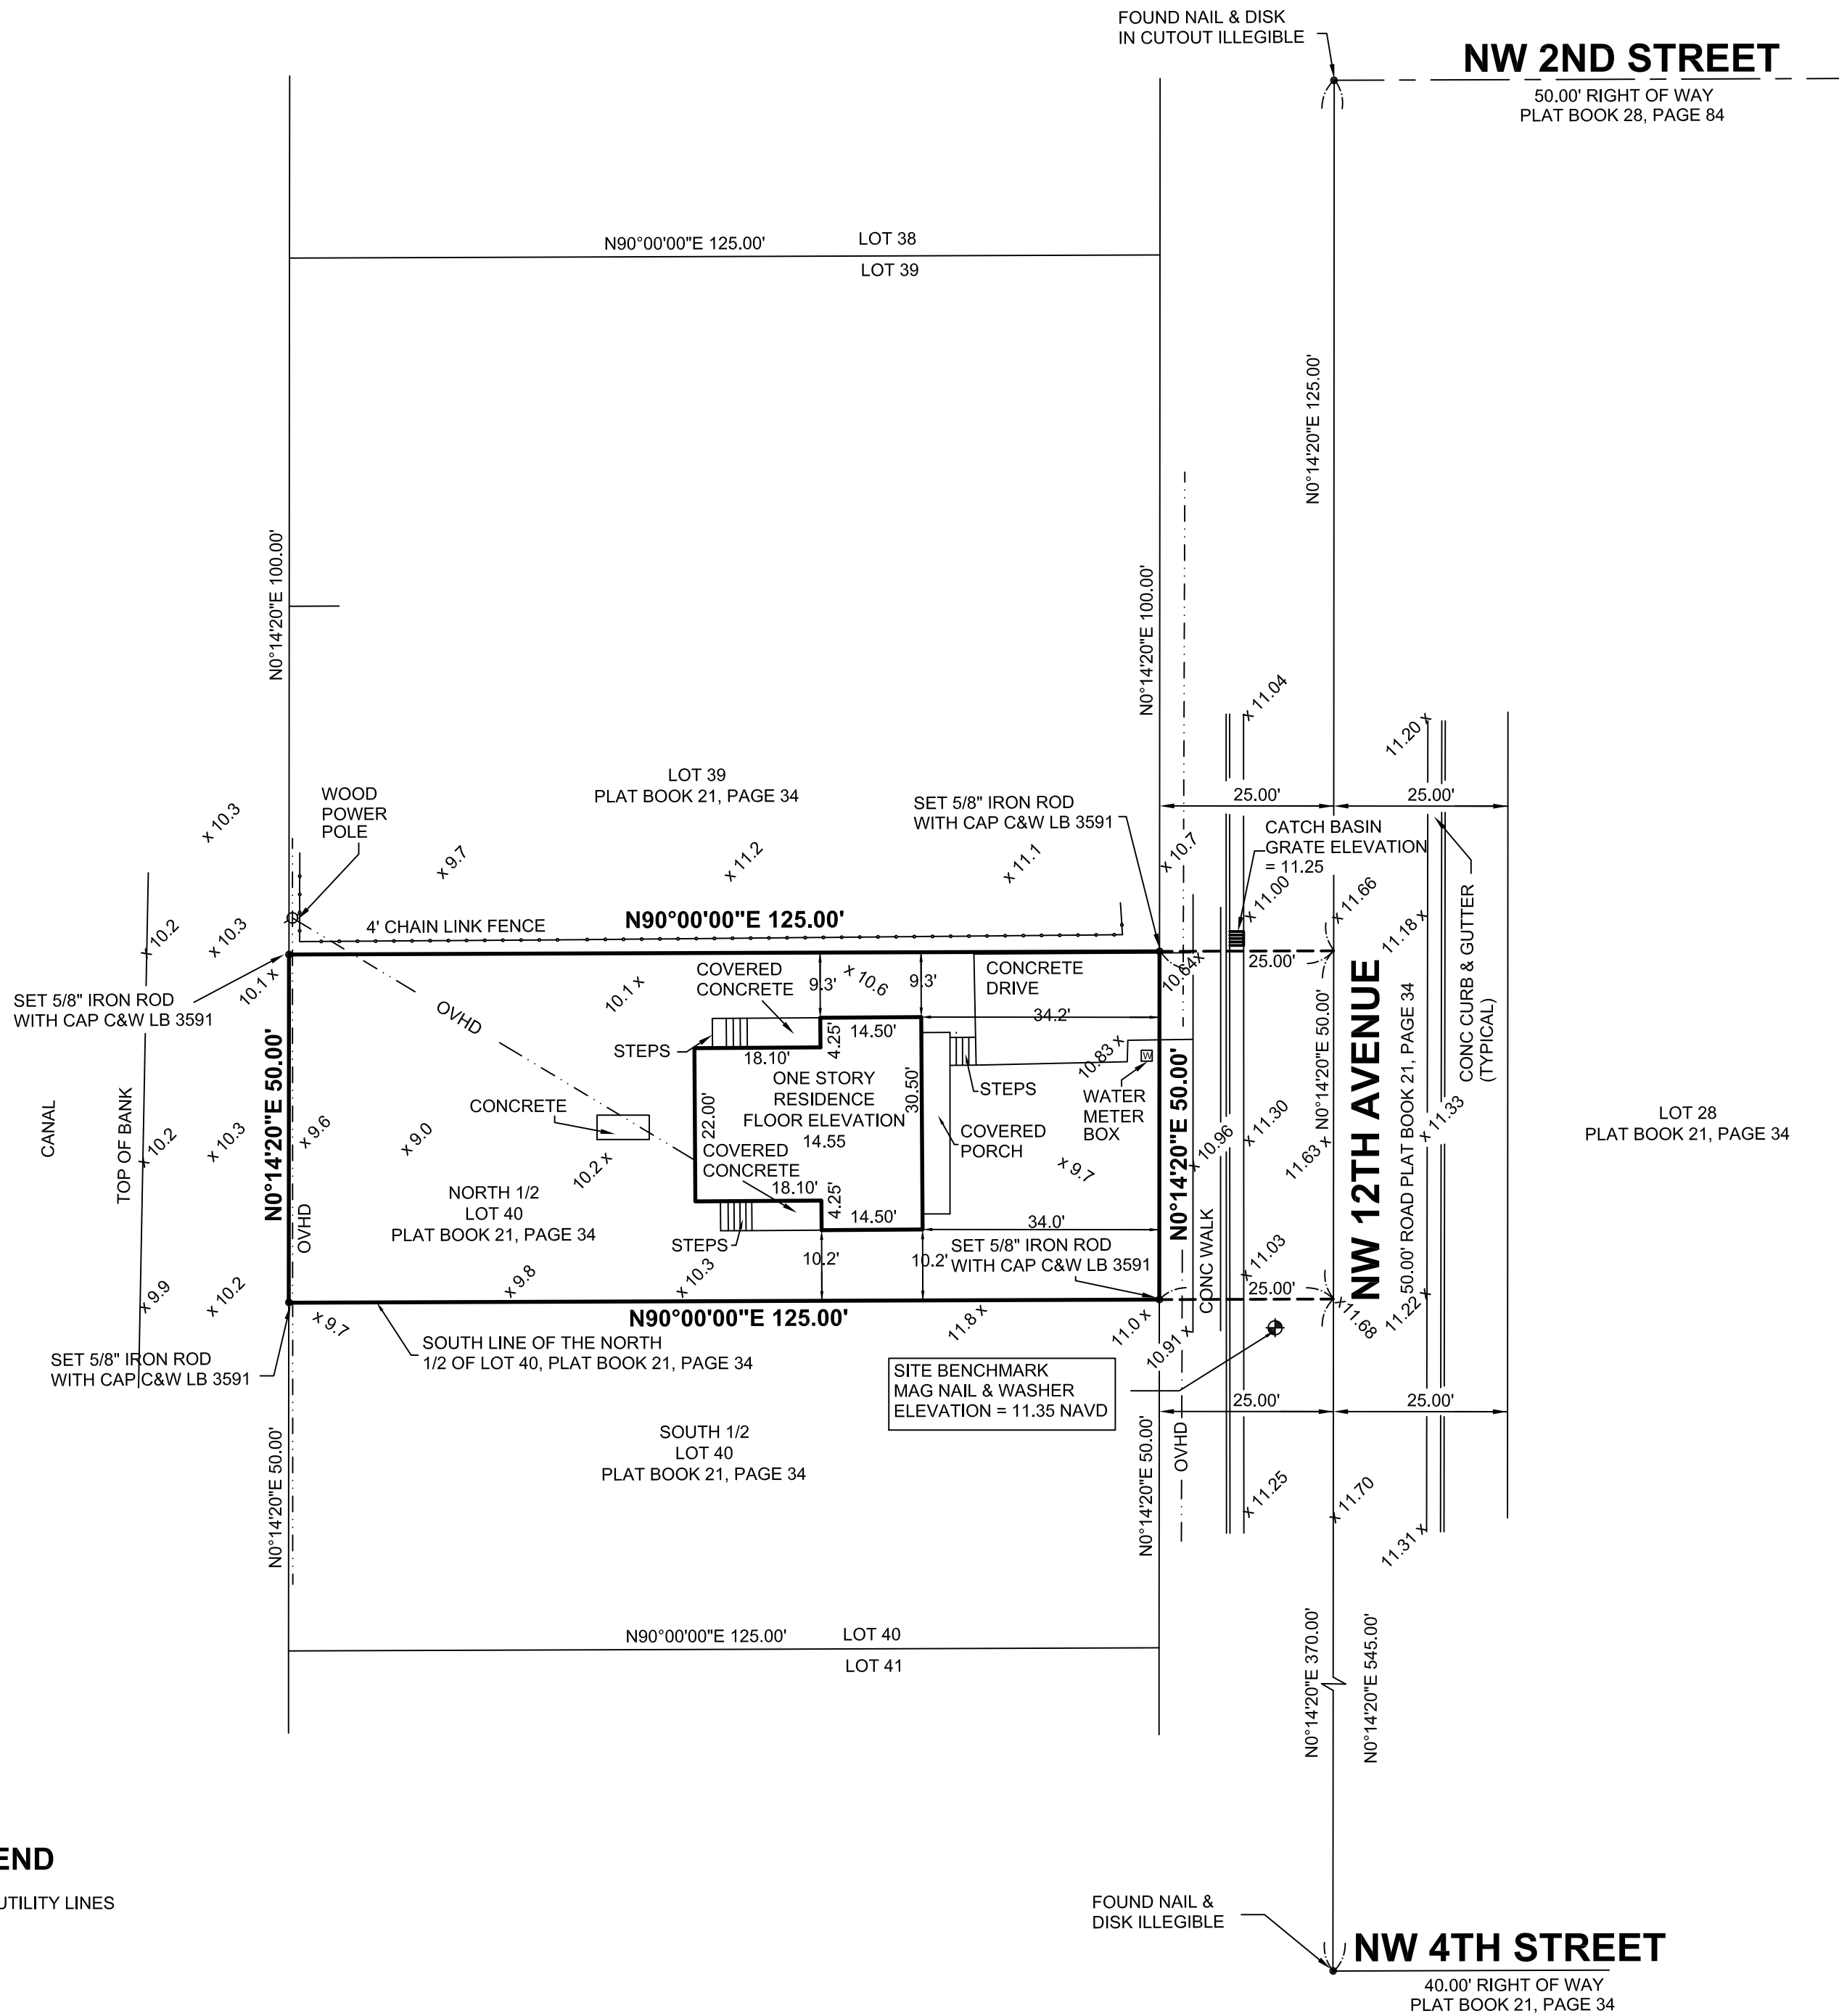 FOUND NAIL & DISK
IN CUTOUT ILLEGIBLE
NW 2ND STREET
50.00' RIGHT OF WAY
PLAT BOOK 28, PAGE 84
N90°00'00"E 125.00'
LOT 38
LOT 39
N0°14'20"E 125.00'
N0°14'20"E 100.00'
N0°14'20"E 100.00'
x 11.04
11.20 x
LOT 39
PLAT BOOK 21, PAGE 34
WOOD
POWER
POLE
SET 5/8" IRON ROD
WITH CAP C&W LB 3591
25.00'
25.00'
CATCH BASIN
GRATE ELEVATION
= 11.25
x 10.3
x 9.7
x 11.2
x 11.1
x 10.7
x 11.00
x 11.66
11.18 x
CONC CURB & GUTTER
(TYPICAL)
x 10.2
x 10.3
4' CHAIN LINK FENCE
N90°00'00"E 125.00'
10.1 x
SET 5/8" IRON ROD
WITH CAP C&W LB 3591
OVHD
10.1 x
COVERED
CONCRETE
9.3'
x 10.6
9.3'
CONCRETE
DRIVE
10.64x
25.00'
STEPS
18.10'
4.25'
14.50'
34.2'
10.83 x
W
ONE STORY
RESIDENCE
FLOOR ELEVATION
14.55
30.50'
22.00'
STEPS
WATER
METER
BOX
COVERED
PORCH
CONCRETE
COVERED
CONCRETE
N0°14'20"E 50.00'
N0°14'20"E 50.00'
N0°14'20"E 50.00'
NW 12TH AVENUE
50.00' ROAD PLAT BOOK 21, PAGE 34
LOT 28
PLAT BOOK 21, PAGE 34
CANAL
TOP OF BANK
x 10.2
x 10.3
x 9.6
x 9.0
10.2 x
x 9.7
x 10.96
x 11.30
11.63 x
x 11.33
NORTH 1/2
LOT 40
PLAT BOOK 21, PAGE 34
OVHD
18.10'
4.25'
14.50'
34.0'
STEPS
10.2'
10.2'
SET 5/8" IRON ROD
WITH CAP C&W LB 3591
CONC WALK
x 11.03
25.00'
x11.68
11.22 x
x 9.9
x 10.2
x 9.7
x 9.8
x 10.3
N90°00'00"E 125.00'
11.8 x
11.0 x
10.91 x
SOUTH LINE OF THE NORTH
1/2 OF LOT 40, PLAT BOOK 21, PAGE 34
SET 5/8" IRON ROD
WITH CAP C&W LB 3591
SITE BENCHMARK
MAG NAIL & WASHER
ELEVATION = 11.35 NAVD
25.00'
25.00'
SOUTH 1/2
LOT 40
PLAT BOOK 21, PAGE 34
N0°14'20"E 50.00'
N0°14'20"E 50.00'
OVHD
x 11.25
x 11.70
11.31 x
N90°00'00"E 125.00'
LOT 40
LOT 41
N0°14'20"E 370.00'
N0°14'20"E 545.00'
END
UTILITY LINES
FOUND NAIL &
DISK ILLEGIBLE
NW 4TH STREET
40.00' RIGHT OF WAY
PLAT BOOK 21, PAGE 34